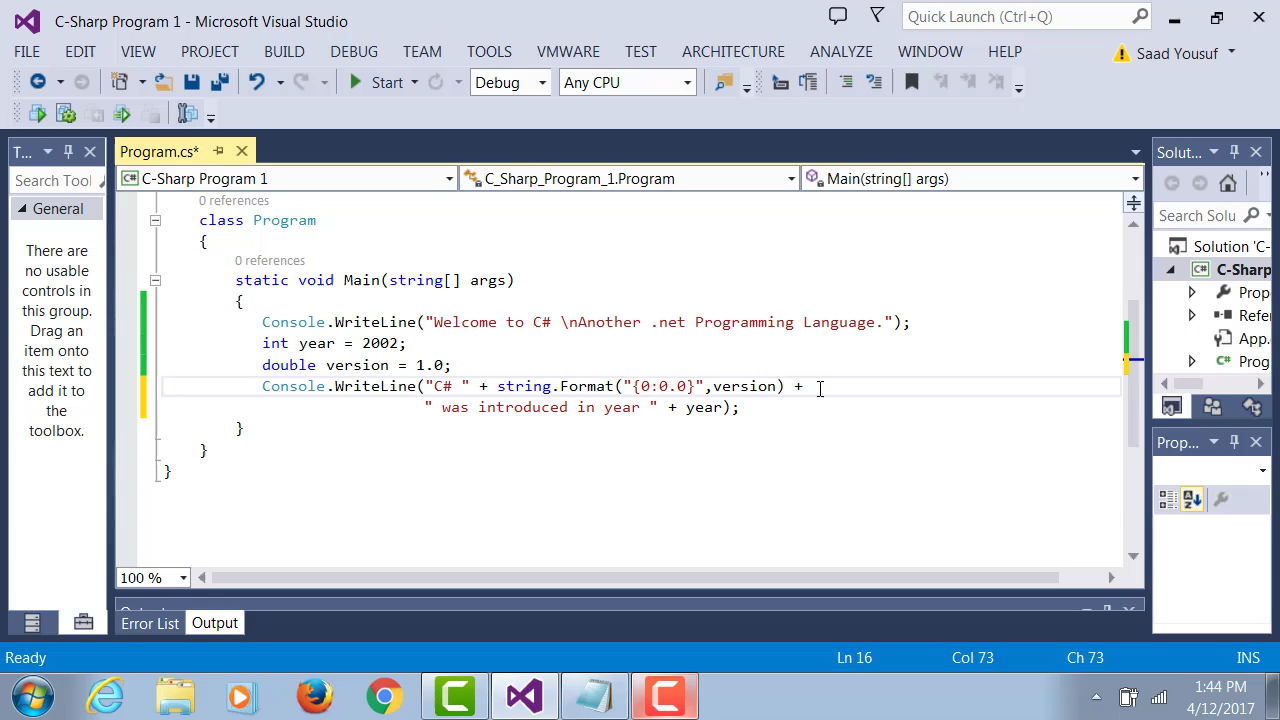 C-Sharp Program 1 - Microsoft Visual Studio
Quick Launch (Ctrl+Q)
FILE EDIT VIEW PROJECT BUILD DEBUG TEAM TOOLS VMWARE TEST ARCHITECTURE ANALYZE WINDOW HELP Saad Yousuf
Start Debug Any CPU
T... Program.cs* Solut...
Search Tool C# C-Sharp Program 1 C_Sharp_Program_1.Program Main(string[] args)
General
There are
no usable
controls in
this group.
Drag an
item onto
this text to
add it to
the
toolbox.
0 references
class Program
{
0 references
static void Main(string[] args)
{
Console.WriteLine("Welcome to C# \nAnother .net Programming Language.");
int year = 2002;
double version = 1.0;
Console.WriteLine("C# " + string.Format("{0:0.0}",version) +
" was introduced in year " + year);
}
}
}
Search Solu
Solution 'C-
C# C-Sharp
Prope
Refer
App.
C# Prog
Prop...
100 %
Error List Output
Ready Ln 16 Col 73 Ch 73 INS
1:44 PM
4/12/2017